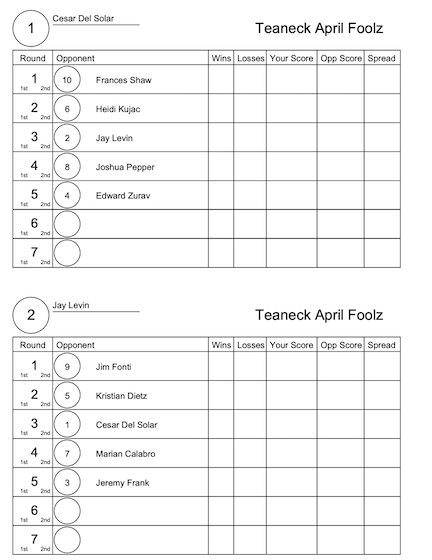 1 Cesar Del Solar Teaneck April Foolz
Round Opponent Wins Losses Your Score Opp Score Spread
1 1st 2nd 10 Frances Shaw
2 1st 2nd 6 Heidi Kujac
3 1st 2nd 2 Jay Levin
4 1st 2nd 8 Joshua Pepper
5 1st 2nd 4 Edward Zurav
6 1st 2nd
7 1st 2nd
2 Jay Levin Teaneck April Foolz
Round Opponent Wins Losses Your Score Opp Score Spread
1 1st 2nd 9 Jim Fonti
2 1st 2nd 5 Kristian Dietz
3 1st 2nd 1 Cesar Del Solar
4 1st 2nd 7 Marian Calabro
5 1st 2nd 3 Jeremy Frank
6 1st 2nd
7 1st 2nd